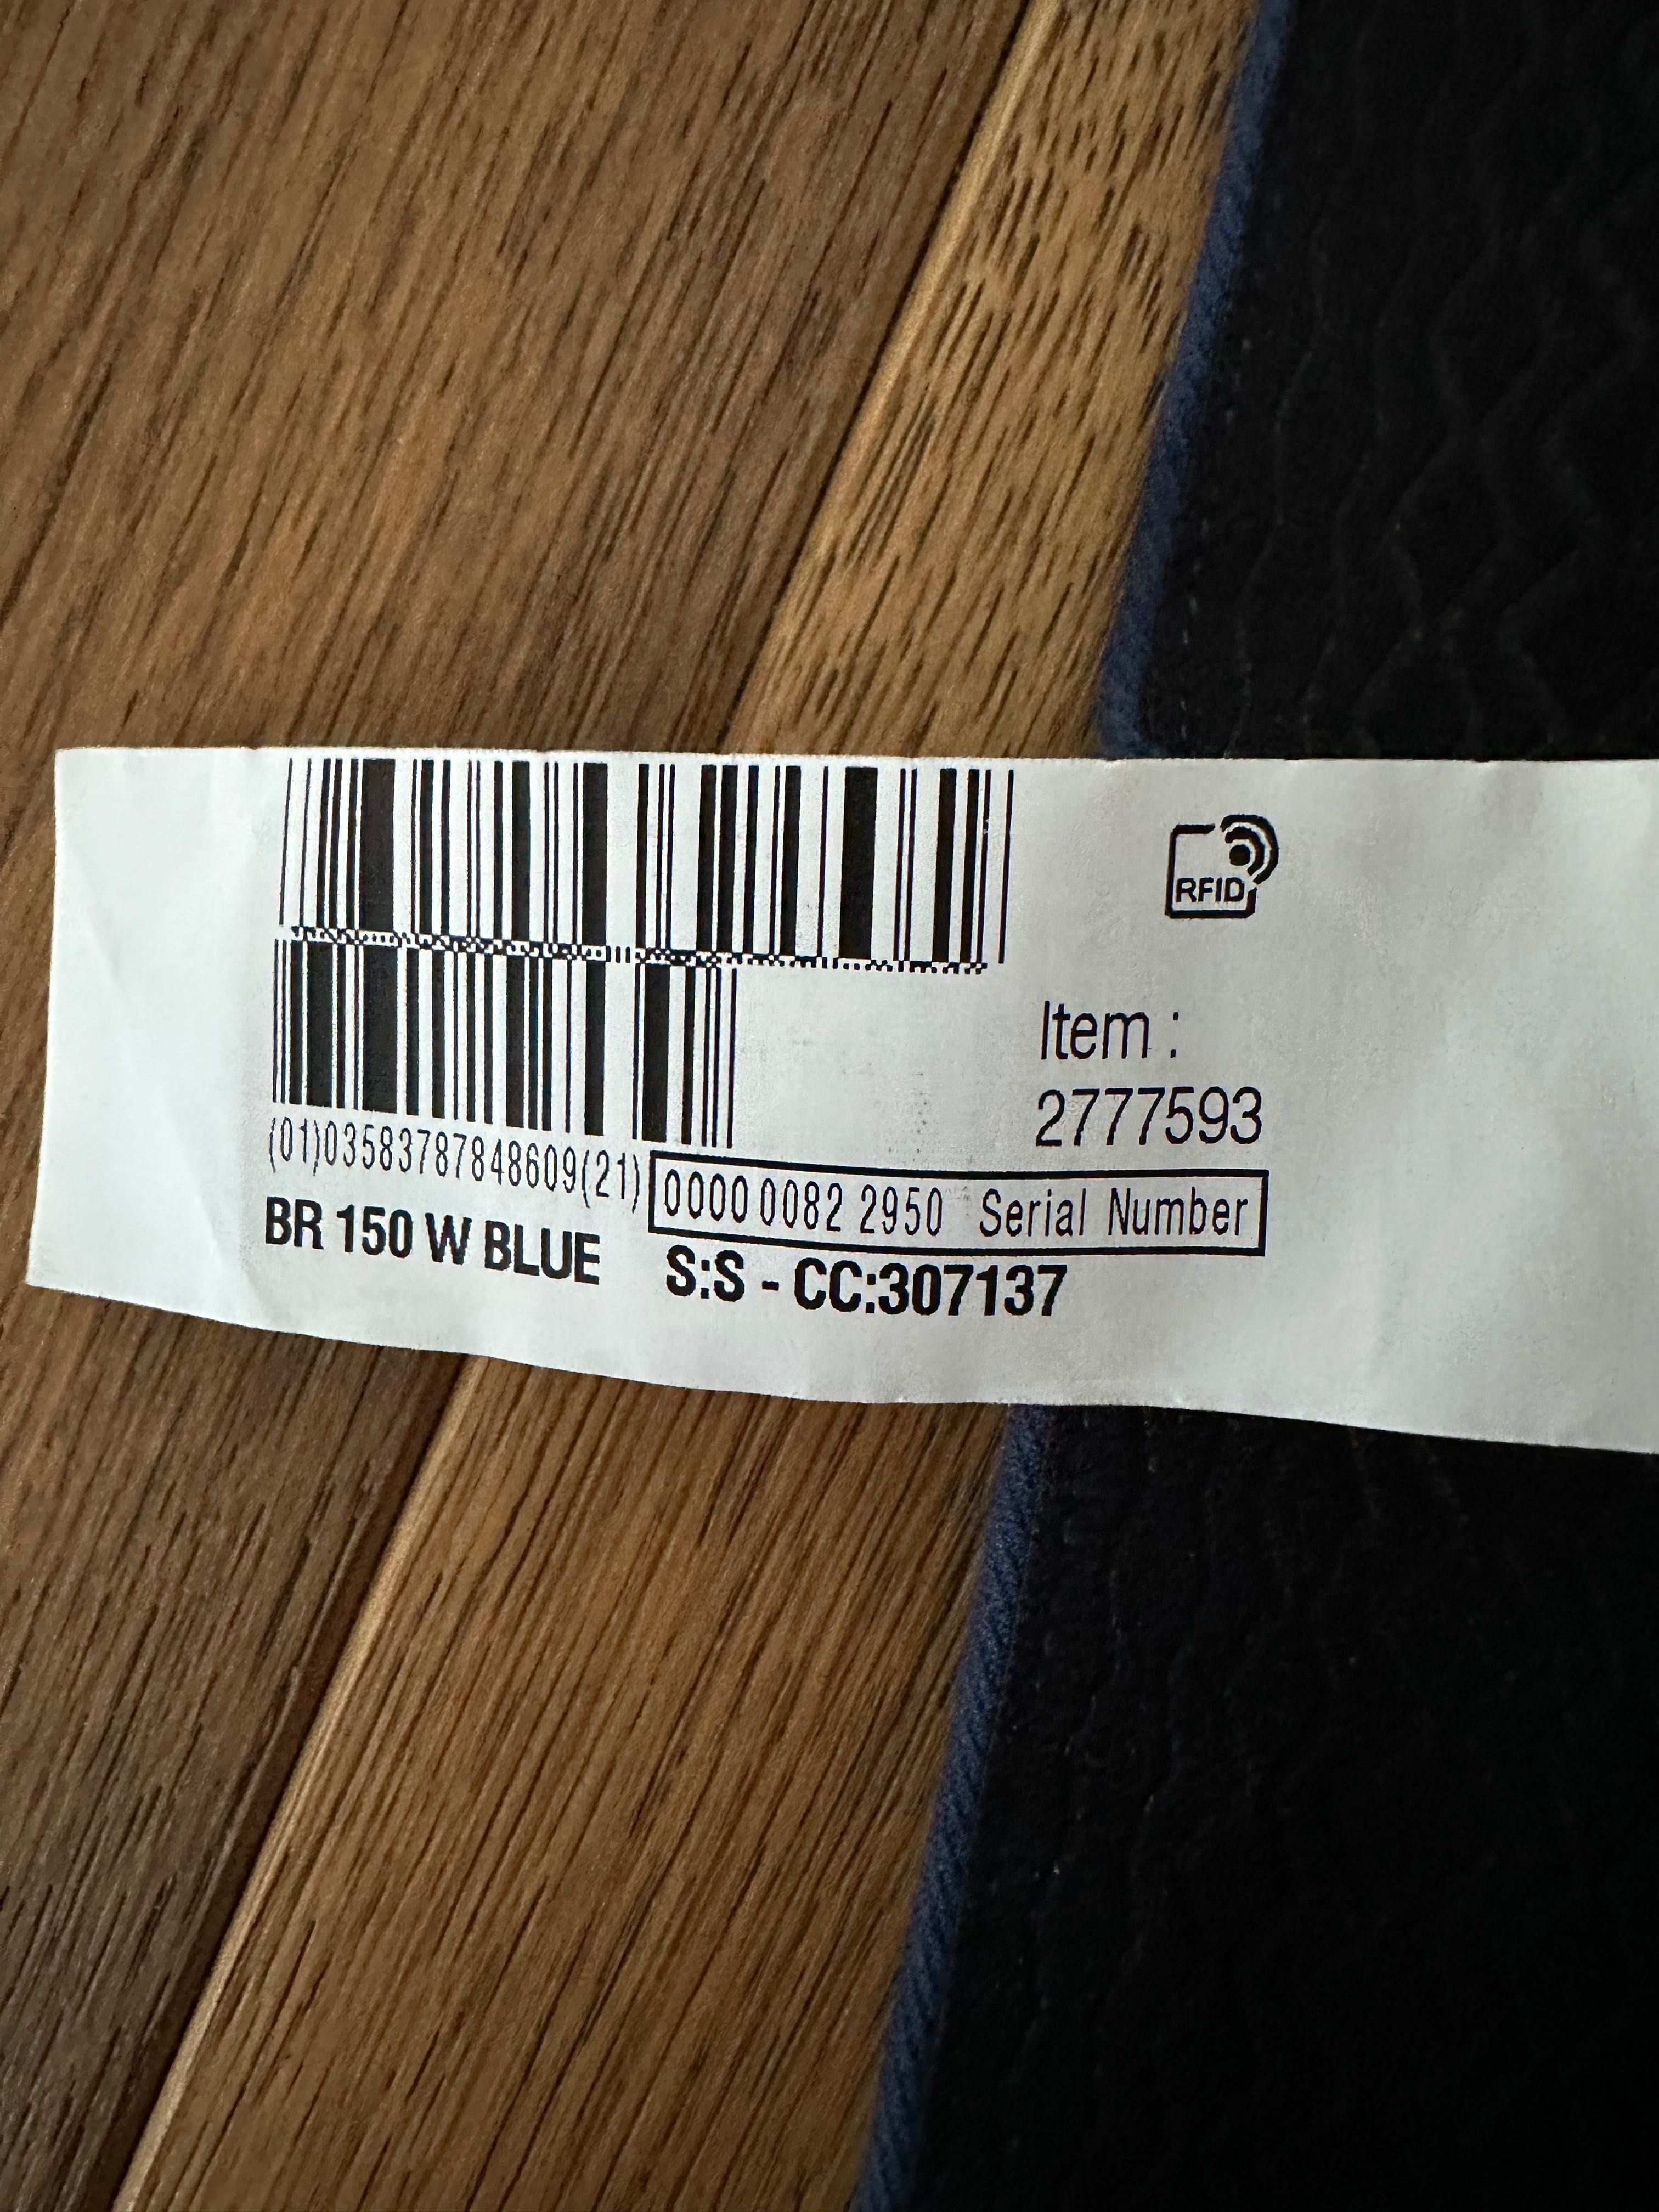 RFID
Item :
2777593
(01)03583787848609(21) 0000 0082 2950 Serial Number
BR 150 W BLUE S:S - CC:307137